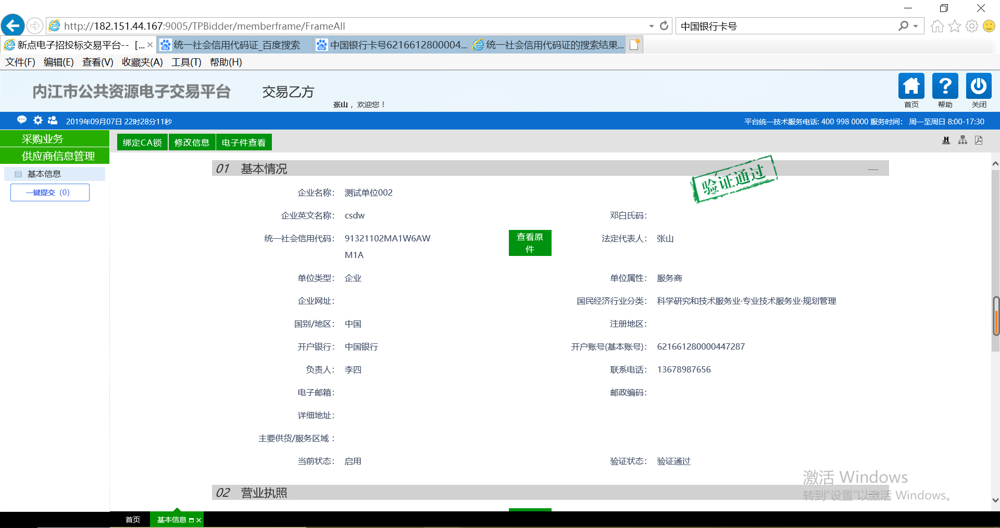 http://182.151.44.167:9005/TPBidder/memberframe/FrameAll
中国银行卡号
新点电子招投标交易平台-- [...
统一社会信用代码证_百度搜索
中国银行卡号6216612800004...
统一社会信用代码证的搜索结果...
文件(F) 编辑(E) 查看(V) 收藏夹(A) 工具(T) 帮助(H)
内江市公共资源电子交易平台
交易乙方
张山 ，欢迎您！
首页 帮助 关闭
2019年09月07日 22时28分11秒
平台统一技术服务电话: 400 998 0000 服务时间： 周一至周日 8:00-17:30
采购业务
供应商信息管理
基本信息
一键提交 (0)
绑定CA锁 修改信息 电子件查看
01 基本情况
验证通过
企业名称： 测试单位002
企业英文名称： csdw
邓白氏码：
统一社会信用代码： 91321102MA1W6AW
M1A
查看原
件
法定代表人： 张山
单位类型： 企业
单位属性： 服务商
企业网址：
国民经济行业分类： 科学研究和技术服务业·专业技术服务业·规划管理
国别/地区： 中国
注册地区：
开户银行： 中国银行
开户账号(基本账号)： 621661280000447287
负责人： 李四
联系电话： 13678987656
电子邮箱：
邮政编码：
详细地址：
主要供货/服务区域：
当前状态： 启用
验证状态： 验证通过
02 营业执照
激活 Windows
转到"设置"以激活 Windows。
首页 基本信息